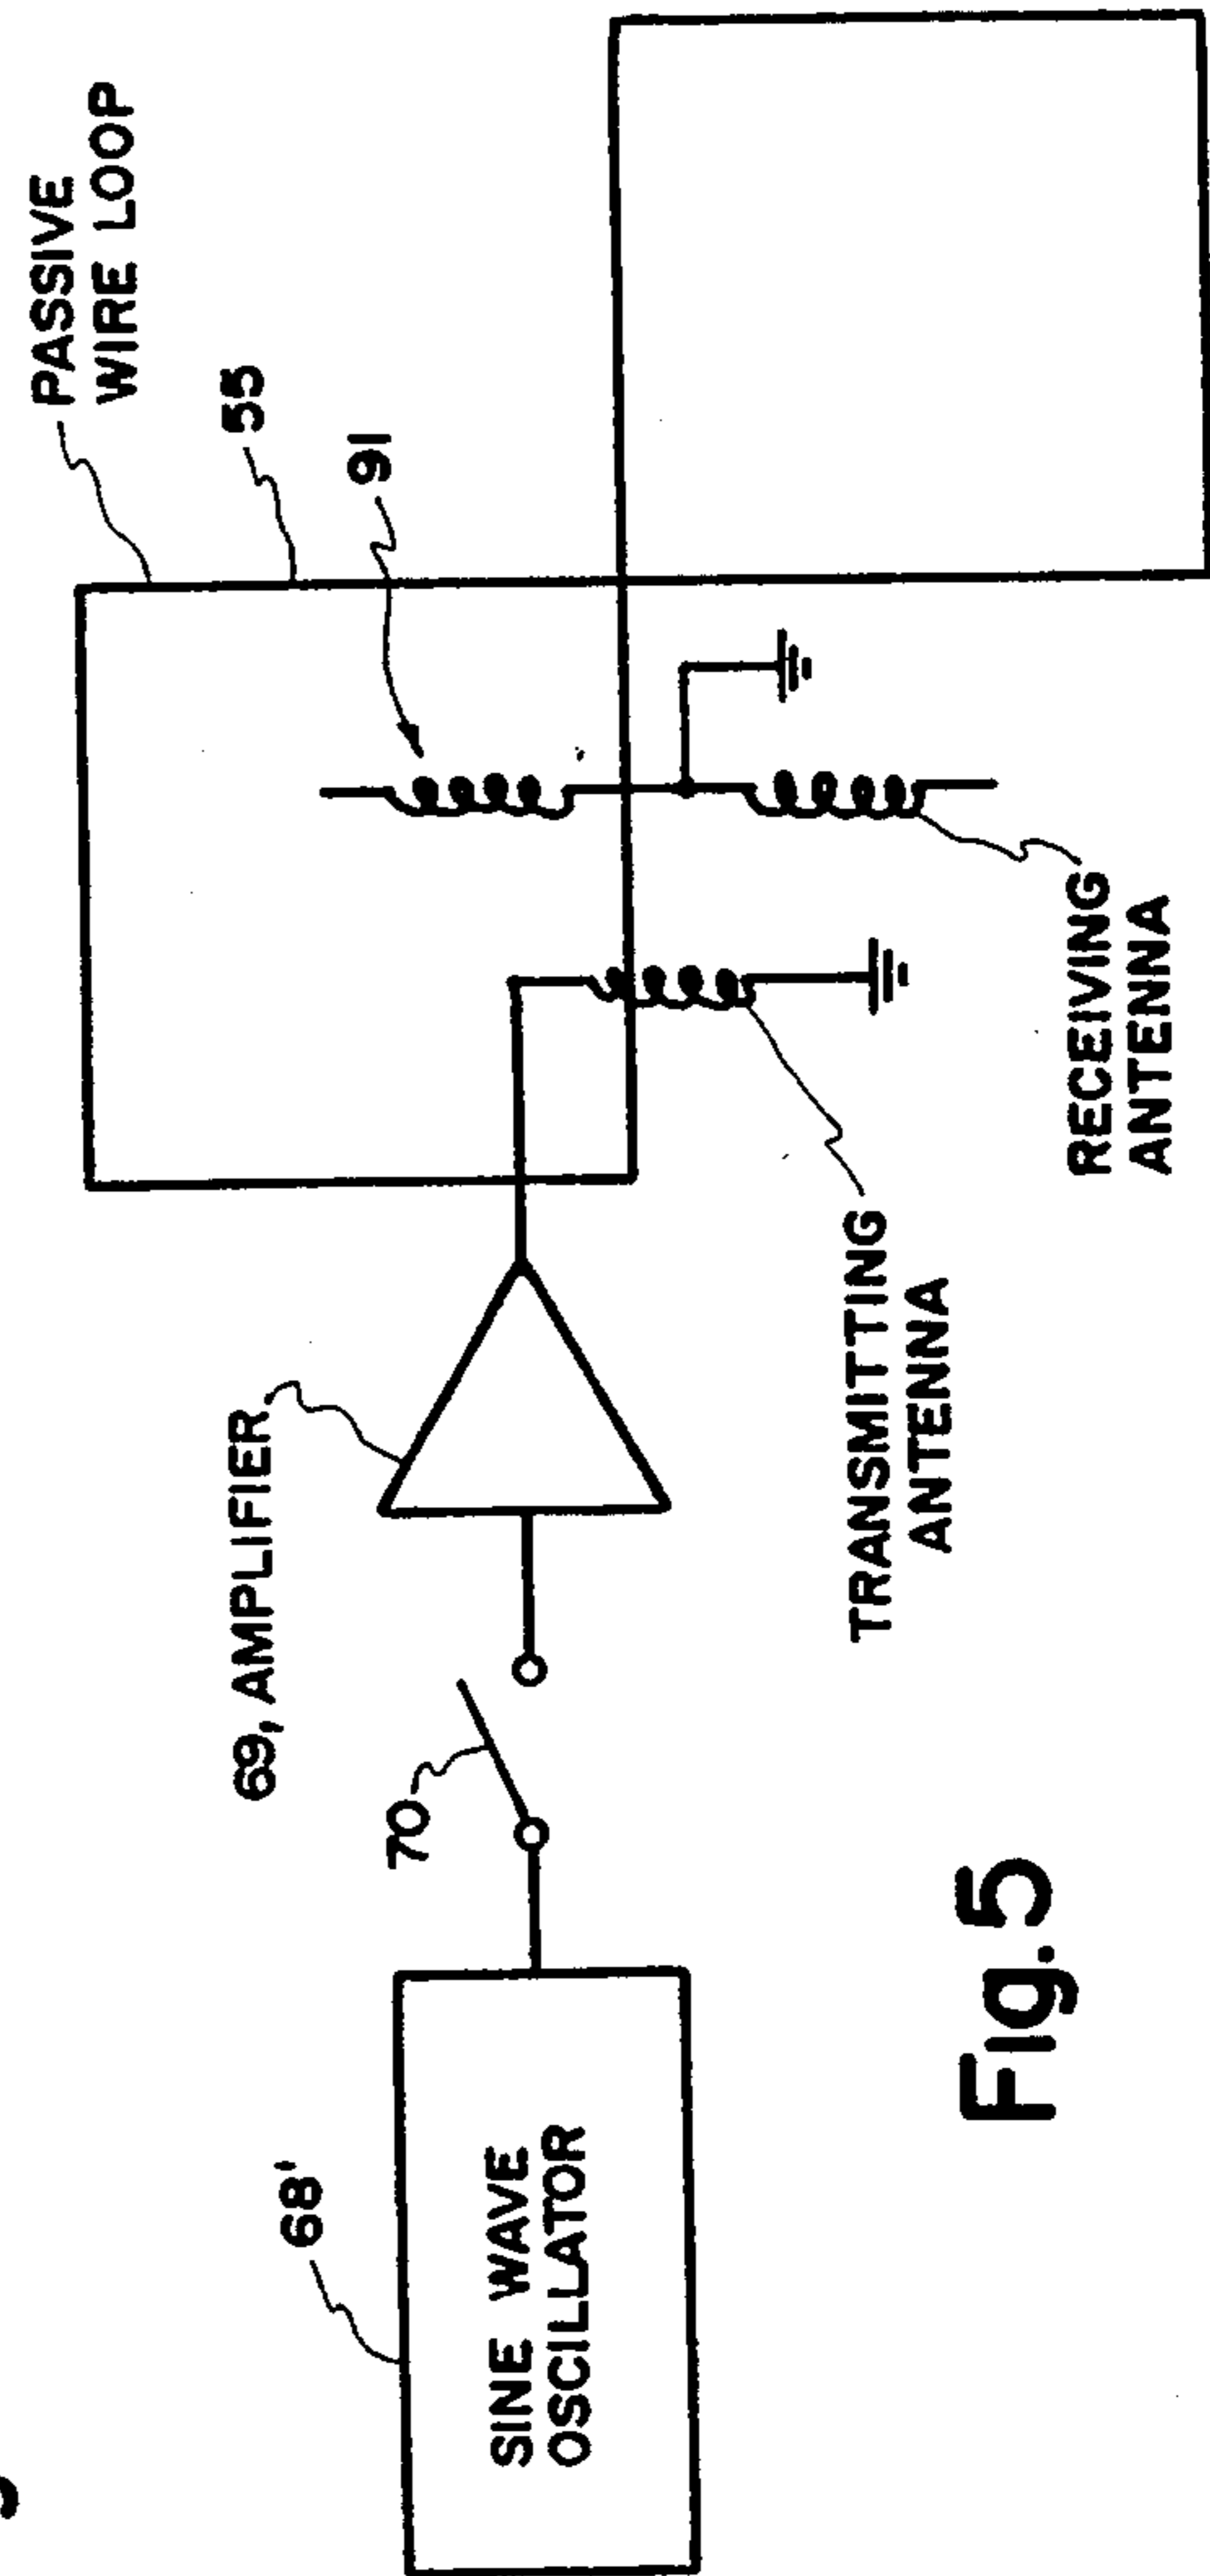 PASSIVE
WIRE LOOP
55
91
69, AMPLIFIER
70
68'
SINE WAVE
OSCILLATOR
TRANSMITTING
ANTENNA
RECEIVING
ANTENNA
Fig.5